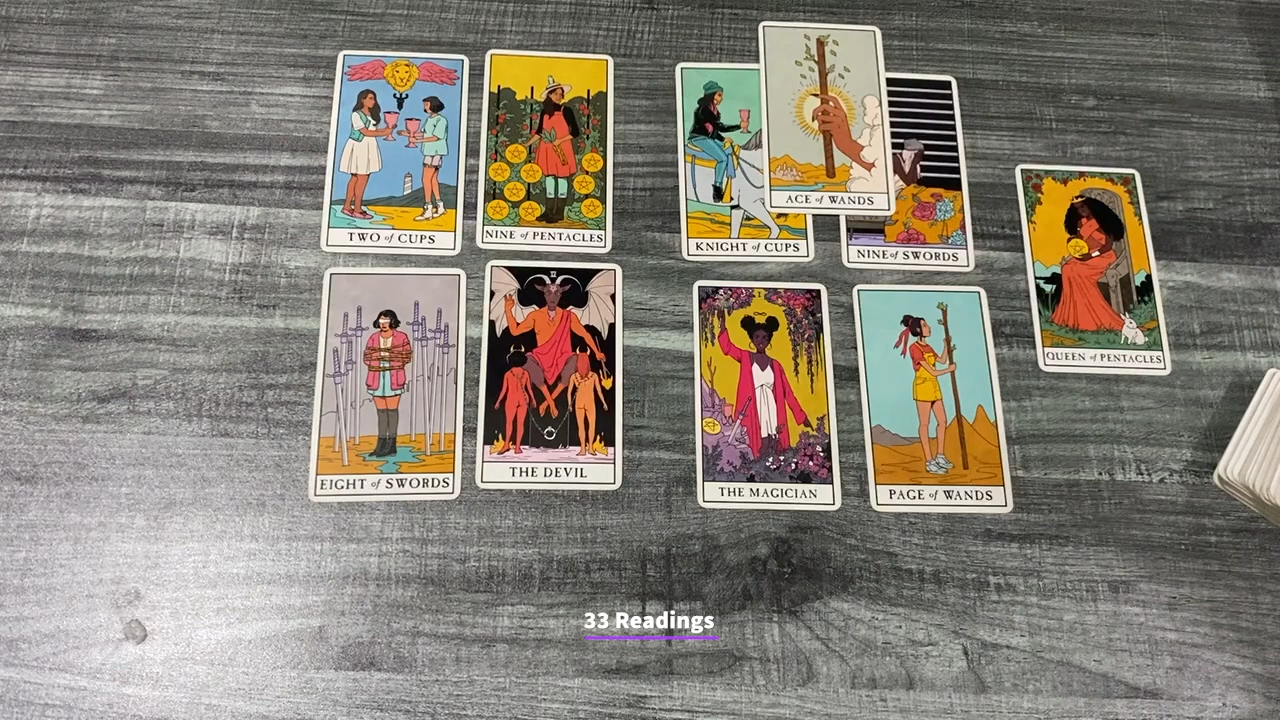 TWO of CUPS
NINE of PENTACLES
KNIGHT of CUPS
ACE of WANDS
NINE of SWORDS
QUEEN of PENTACLES
EIGHT of SWORDS
VX
THE DEVIL
I
THE MAGICIAN
PAGE of WANDS
33 Readings